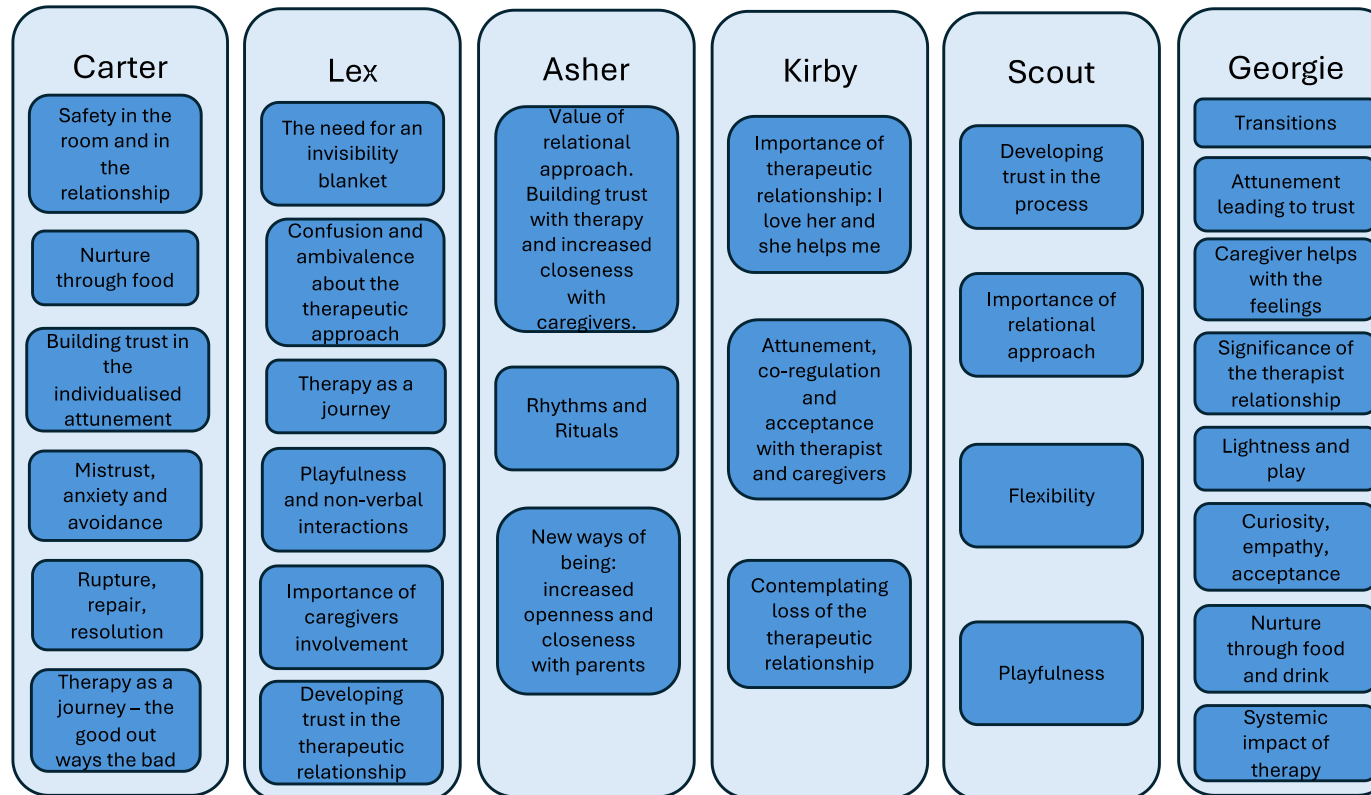 Carter
Safety in the
room and in
the
relationship
Nurture
through food
Building trust in
the
individualised
attunement
Mistrust,
anxiety and
avoidance
Rupture,
repair,
resolution
Therapy as a
journey – the
good out
ways the bad
Lex
The need for an
invisibility
blanket
Confusion and
ambivalence
about the
therapeutic
approach
Therapy as a
journey
Playfulness
and non-verbal
interactions
Importance of
caregivers
involvement
Developing
trust in the
therapeutic
relationship
Asher
Value of
relational
approach.
Building trust
with therapy
and increased
closeness
with
caregivers.
Rhythms and
Rituals
New ways of
being:
increased
openness and
closeness
with parents
Kirby
Importance of
therapeutic
relationship: I
love her and
she helps me
Attunement,
co-regulation
and
acceptance
with therapist
and caregivers
Contemplating
loss of the
therapeutic
relationship
Scout
Developing
trust in the
process
Importance of
relational
approach
Flexibility
Playfulness
Georgie
Transitions
Attunement
leading to trust
Caregiver helps
with the
feelings
Significance of
the therapist
relationship
Lightness and
play
Curiosity,
empathy,
acceptance
Nurture
through food
and drink
Systemic
impact of
therapy